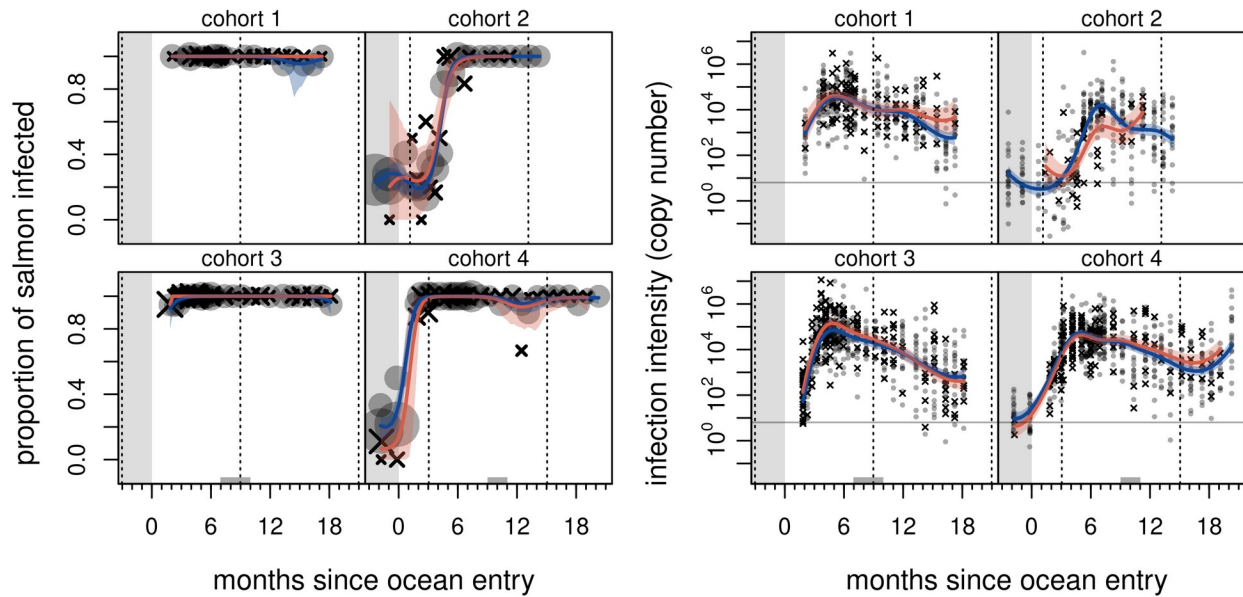 cohort 1
cohort 2
0.8
0.4
0.0
cohort 3
cohort 4
0.8
0.4
0.0
0 6 12 18
0 6 12 18
proportion of salmon infected
months since ocean entry
cohort 1
cohort 2
10^6
10^4
10^2
10^0
cohort 3
cohort 4
10^6
10^4
10^2
10^0
0 6 12 18
0 6 12 18
infection intensity (copy number)
months since ocean entry